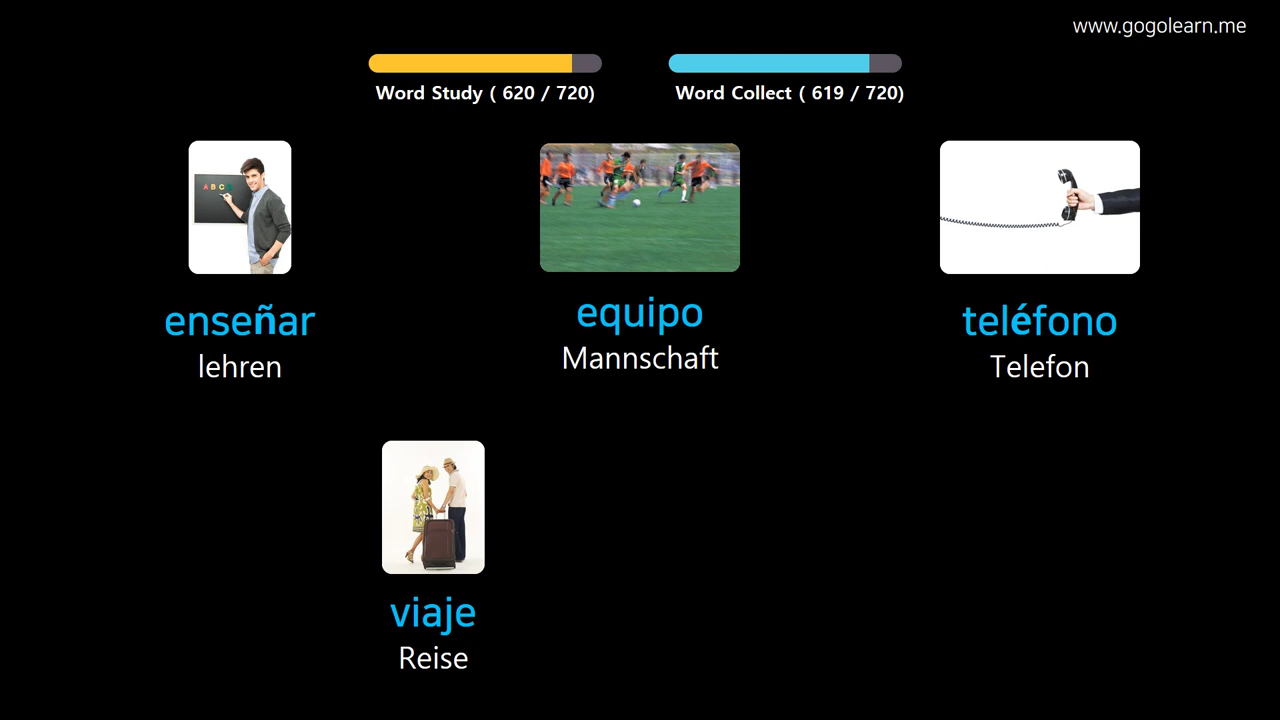 www.gogolearn.me
Word Study ( 620 / 720)
Word Collect ( 619 / 720)
A B C
enseñar
lehren
equipo
Mannschaft
teléfono
Telefon
viaje
Reise